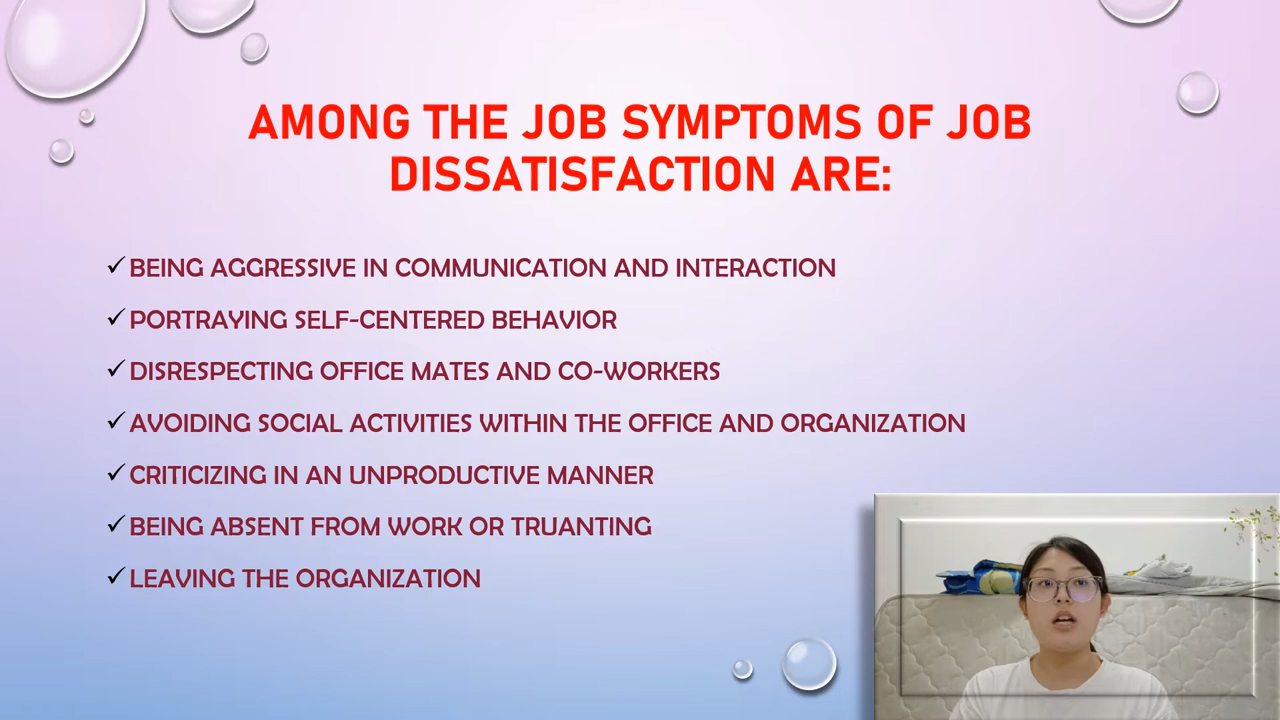 AMONG THE JOB SYMPTOMS OF JOB
DISSATISFACTION ARE:
BEING AGGRESSIVE IN COMMUNICATION AND INTERACTION
PORTRAYING SELF-CENTERED BEHAVIOR
DISRESPECTING OFFICE MATES AND CO-WORKERS
AVOIDING SOCIAL ACTIVITIES WITHIN THE OFFICE AND ORGANIZATION
CRITICIZING IN AN UNPRODUCTIVE MANNER
BEING ABSENT FROM WORK OR TRUANTING
LEAVING THE ORGANIZATION